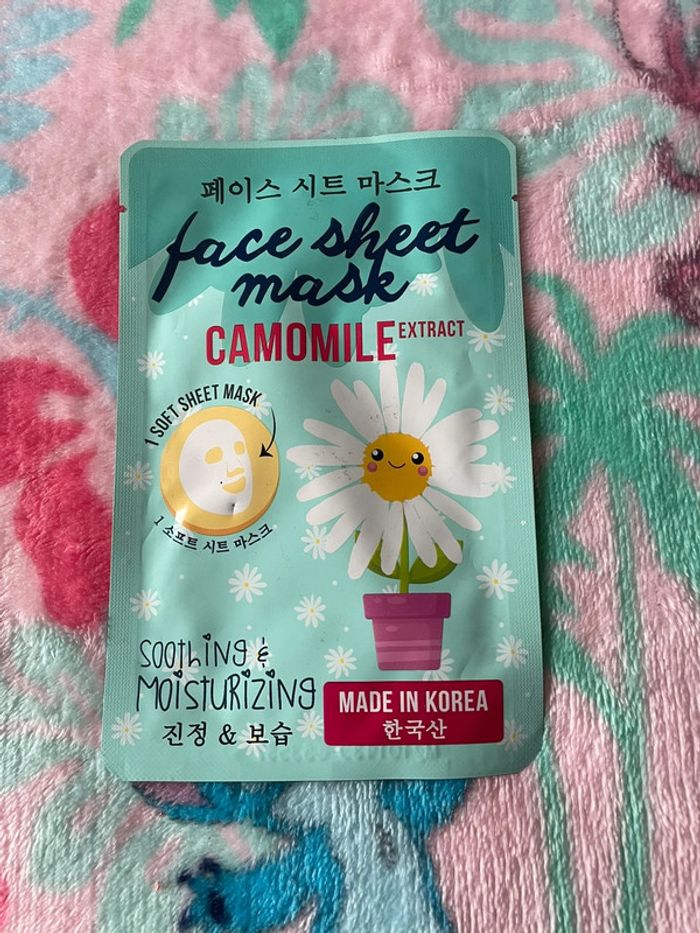 페이스 시트 마스크
face sheet
mask
CAMOMILE EXTRACT
1 SOFT SHEET MASK
1 소프트 시트 마스크
SOOTHING &
MOISTURIZING
진정 & 보습
MADE IN KOREA
한국산